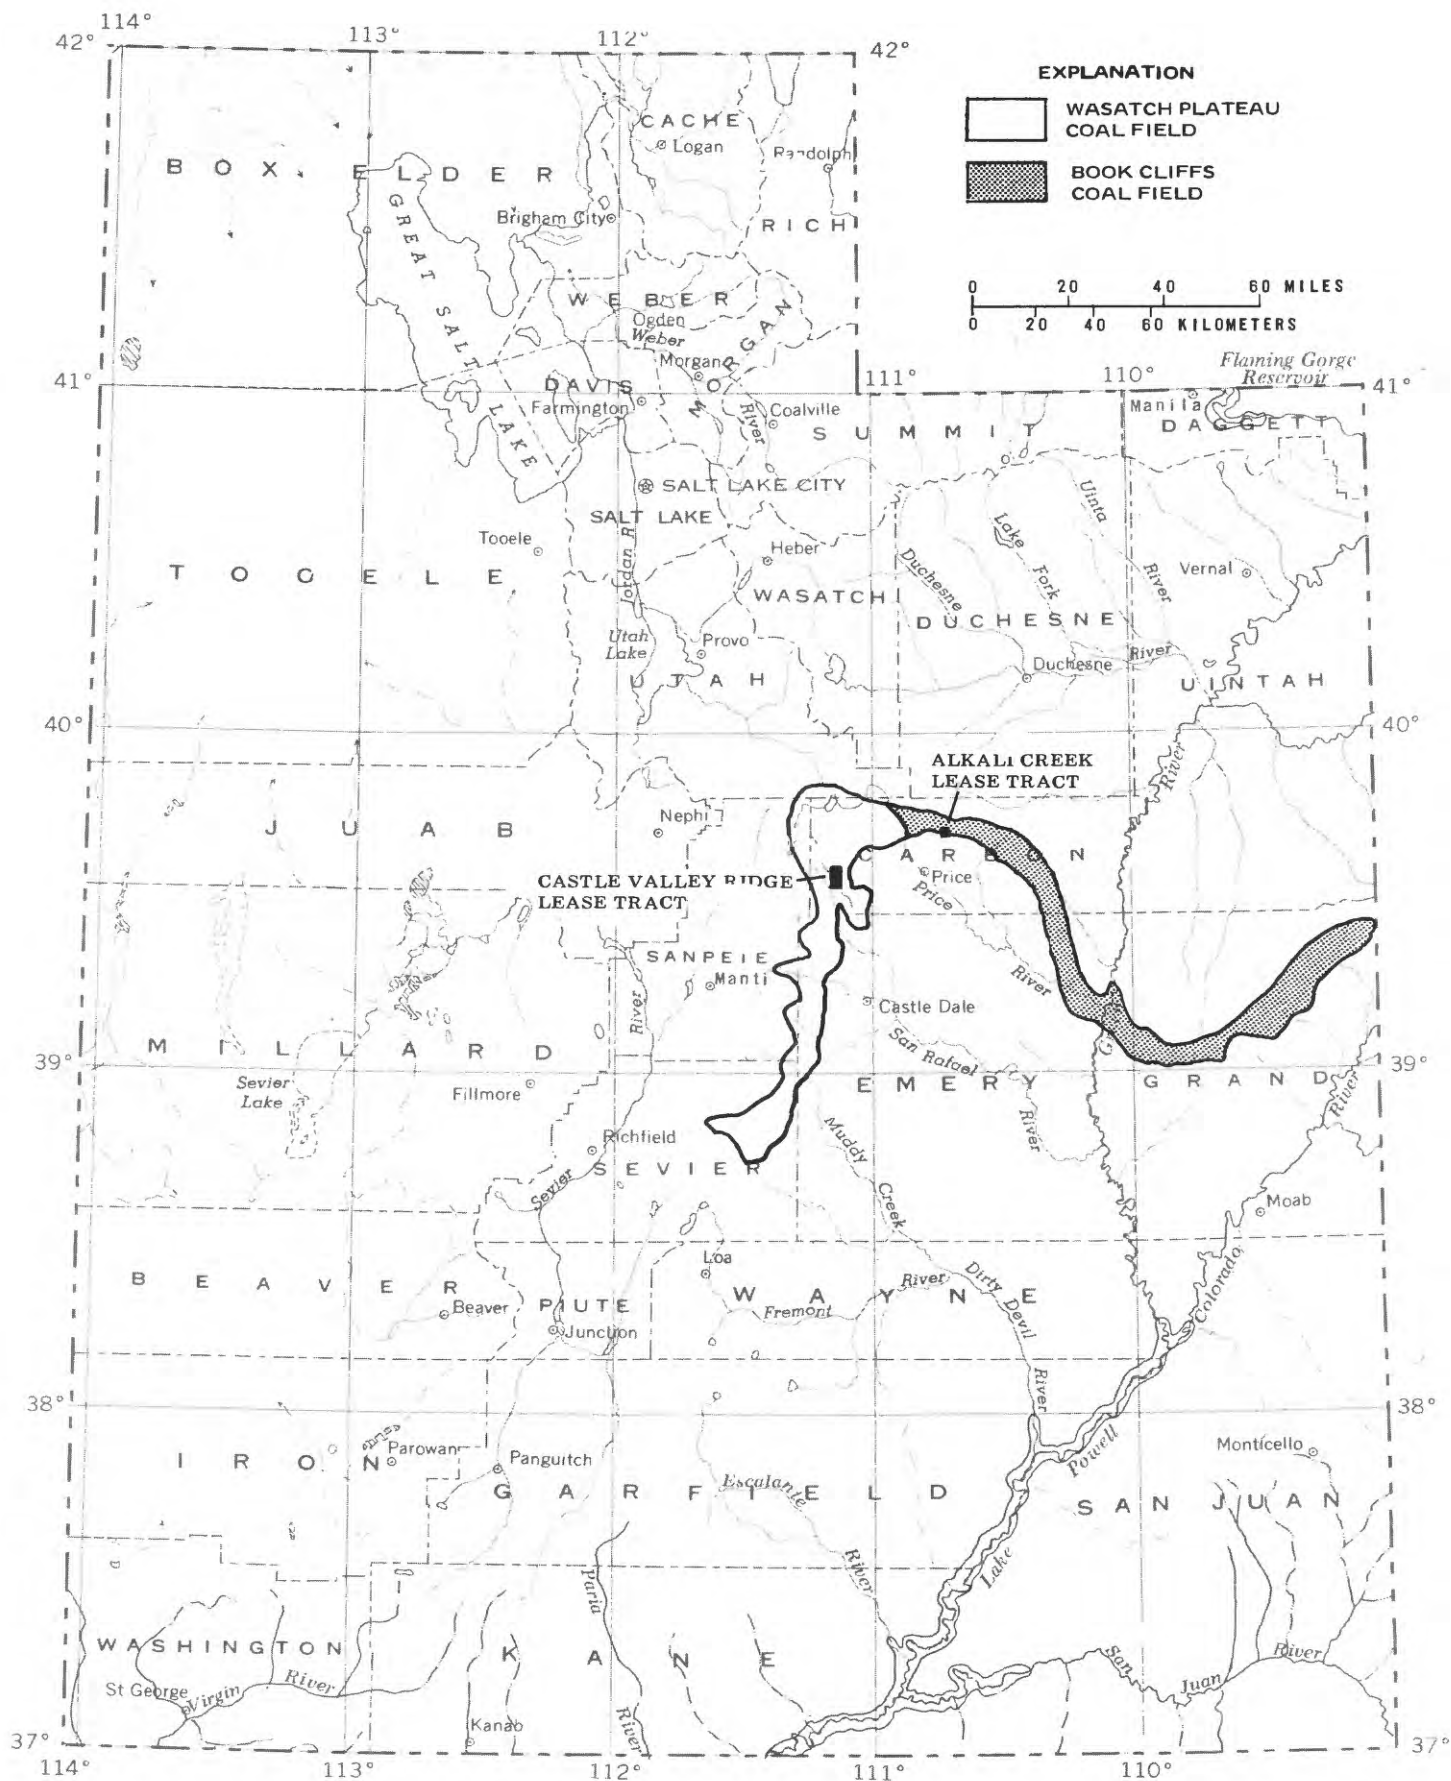 114°
113°
112°
42°
42°
EXPLANATION
WASATCH PLATEAU
COAL FIELD
BOOK CLIFFS
COAL FIELD
0 20 40 60 MILES
0 20 40 60 KILOMETERS
CACHE
Logan
Randolph
BOX ELDER
Brigham City
RICH
GREAT SALT LAKE
WEBER
Ogden
Weber
River
MORGAN
Morgan
41°
111°
110°
Flaming Gorge
Reservoir
41°
DAVIS
Farmington
Coalville
Manila
DAGGETT
SUMMIT
SALT LAKE CITY
SALT LAKE
Tooele
Jordan R
Heber
Duchesne
River
Lake
Fork
Uinta
River
Vernal
TOOELE
WASATCH
DUCHESNE
Utah
Lake
Provo
Duchesne
UTAH
UINTAH
40°
40°
River
ALKALI CREEK
LEASE TRACT
JUAB
Nephi
CARBON
Price
Price
River
CASTLE VALLEY RIDGE
LEASE TRACT
SANPETE
Manti
River
Castle Dale
San Rafael
River
MILLARD
39°
39°
Sevier
Lake
Fillmore
EMERY
GRAND
River
Richfield
SEVIER
Sevier
Muddy
Creek
Moab
Loa
BEAVER
Beaver
PIUTE
Junction
WAYNE
Fremont
River
Dirty Devil
River
Colorado
38°
38°
IRON
Parowan
Panguitch
GARFIELD
Escalante
River
Powell
Lake
Monticello
SAN JUAN
Paria
River
WASHINGTON
St George
Virgin
River
KANE
Kanab
San
Juan
River
37°
37°
114°
113°
112°
111°
110°